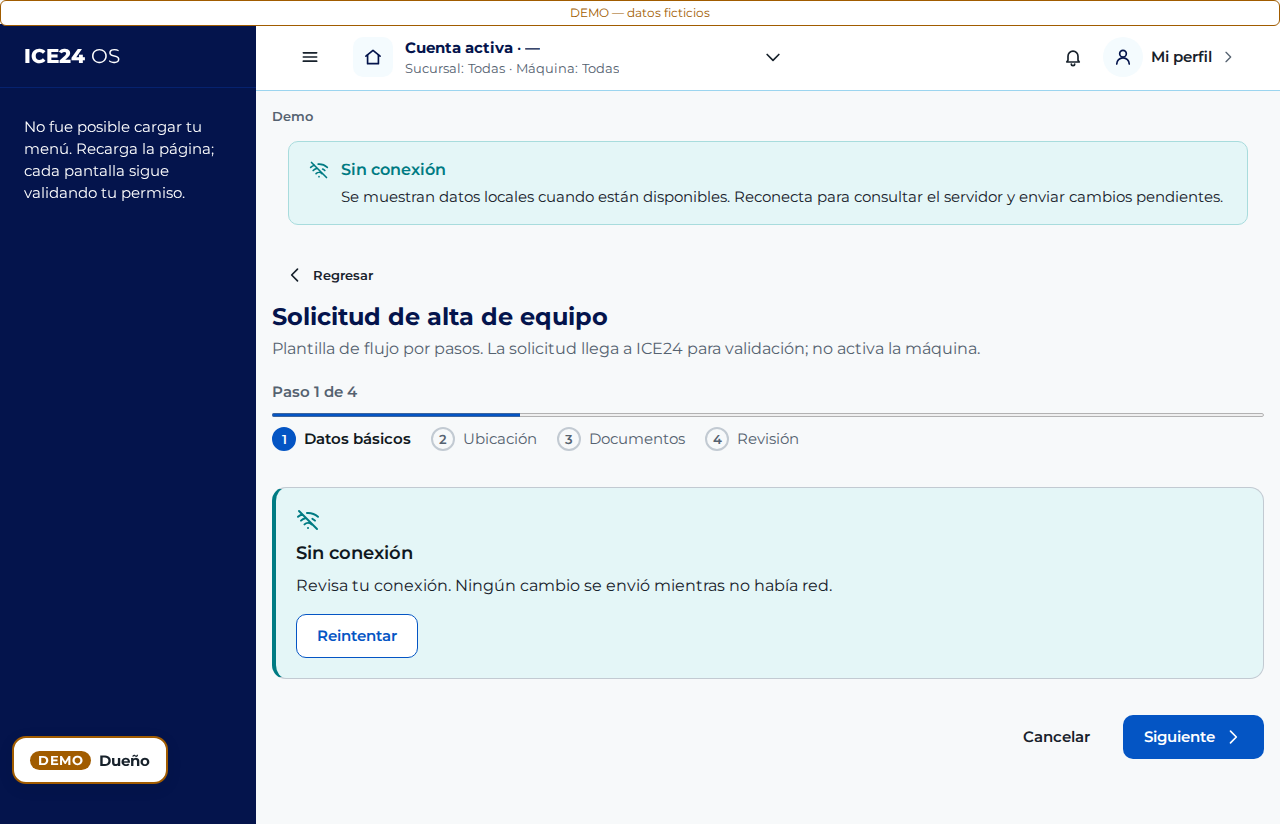 DEMO — datos ficticios
ICE24 OS
Cuenta activa · —
Sucursal: Todas · Máquina: Todas
Mi perfil
No fue posible cargar tu
menú. Recarga la página;
cada pantalla sigue
validando tu permiso.
Demo
Sin conexión
Se muestran datos locales cuando están disponibles. Reconecta para consultar el servidor y enviar cambios pendientes.
Regresar
Solicitud de alta de equipo
Plantilla de flujo por pasos. La solicitud llega a ICE24 para validación; no activa la máquina.
Paso 1 de 4
1 Datos básicos 2 Ubicación 3 Documentos 4 Revisión
Sin conexión
Revisa tu conexión. Ningún cambio se envió mientras no había red.
Reintentar
Cancelar Siguiente
DEMO Dueño